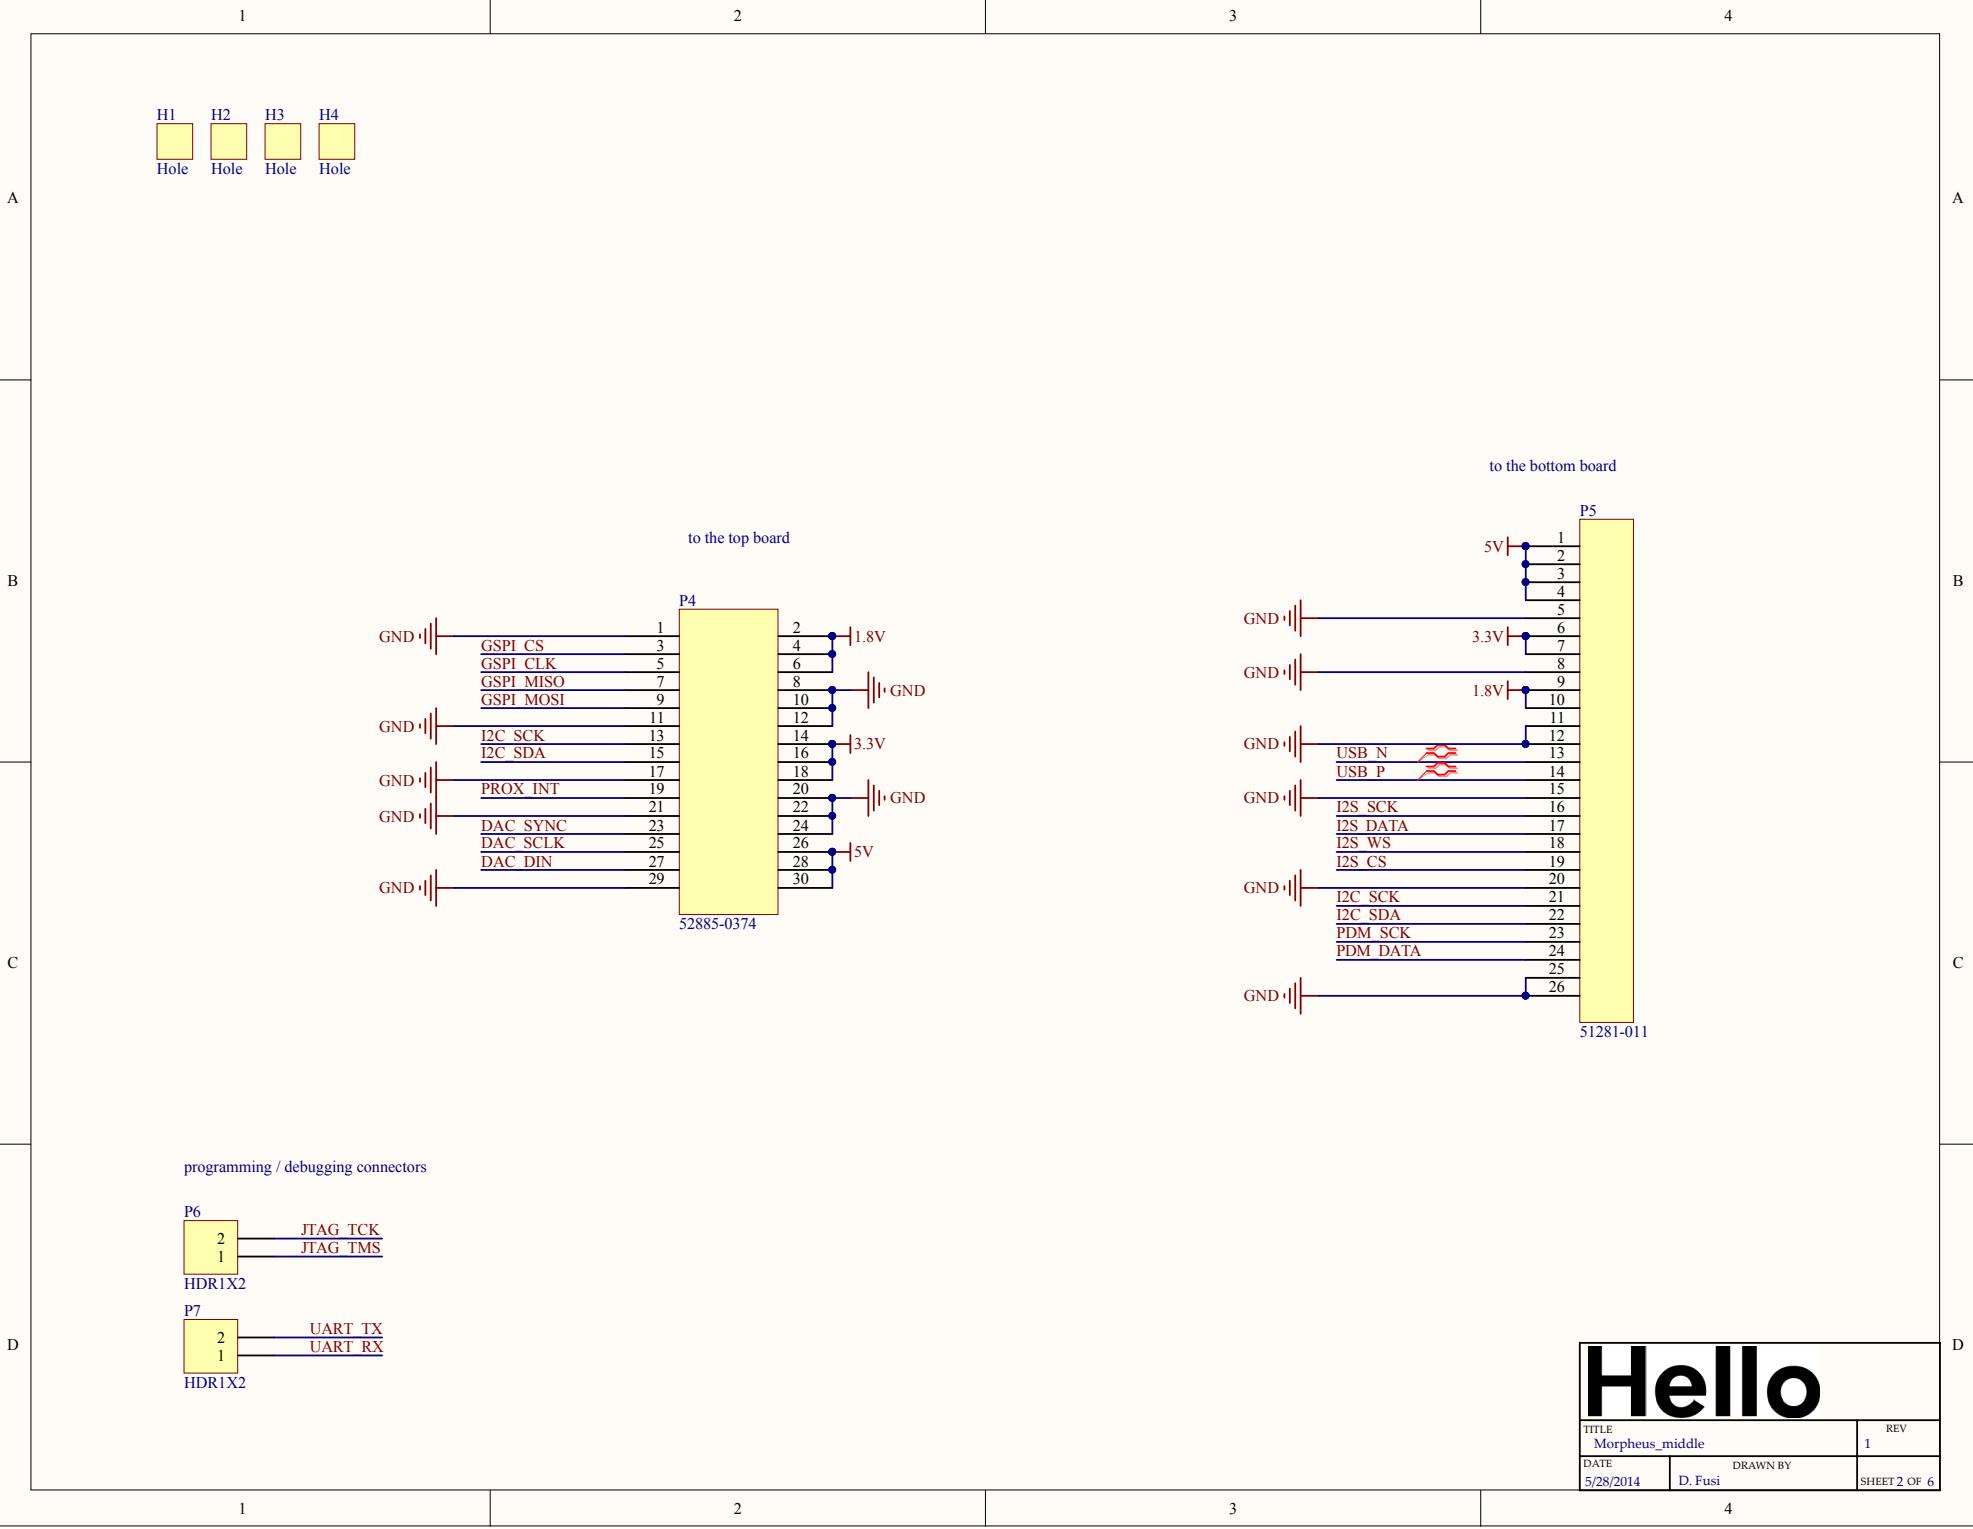 1 2 3 4
H1 H2 H3 H4
Hole Hole Hole Hole
A A
to the bottom board
to the top board
B B
P4
GND 1 2 1.8V
GSPI_CS 3 4
GSPI_CLK 5 6
GSPI_MISO 7 8 GND
GSPI_MOSI 9 10
GND 11 12
I2C_SCK 13 14 3.3V
I2C_SDA 15 16
GND 17 18
PROX_INT 19 20 GND
GND 21 22
DAC_SYNC 23 24
DAC_SCLK 25 26 5V
DAC_DIN 27 28
GND 29 30
52885-0374
P5
5V 1
2
3
4
GND 5
3.3V 6
7
GND 8
1.8V 9
10
11
GND 12
USB_N 13
USB_P 14
GND 15
I2S_SCK 16
I2S_DATA 17
I2S_WS 18
I2S_CS 19
GND 20
I2C_SCK 21
I2C_SDA 22
PDM_SCK 23
PDM_DATA 24
25
GND 26
51281-011
C C
programming / debugging connectors
P6
2 JTAG_TCK
1 JTAG_TMS
HDR1X2
P7
2 UART_TX
1 UART_RX
HDR1X2
D D
Hello
TITLE REV
Morpheus_middle 1
DATE DRAWN BY
5/28/2014 D. Fusi SHEET 2 OF 6
1 2 3 4